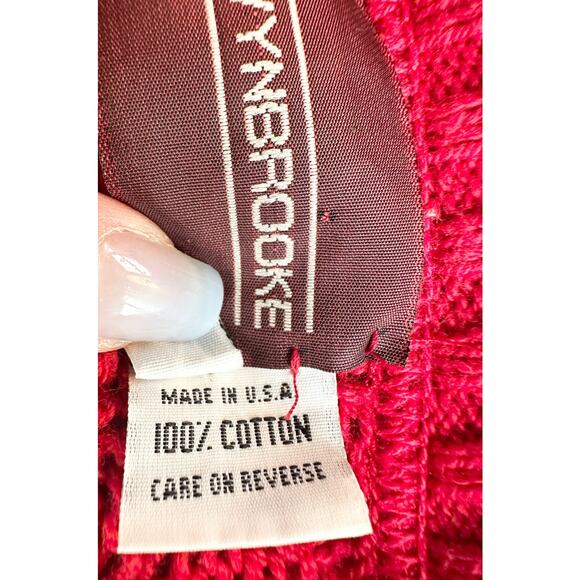 WYNBROOKE
MADE IN U.S.A
100% COTTON
CARE ON REVERSE